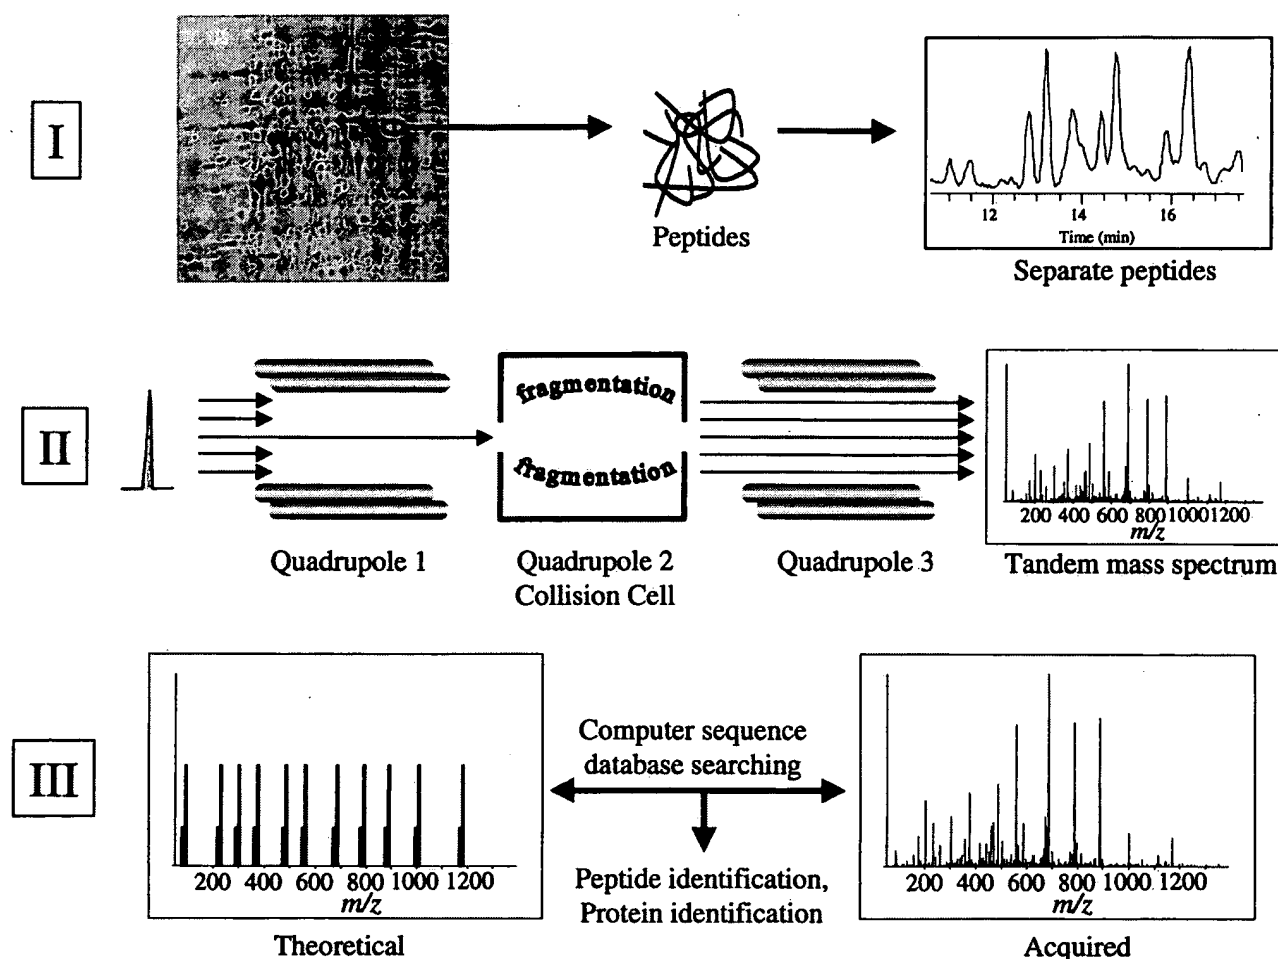 I
Peptides
12 14 16
Time (min)
Separate peptides
II
fragmentation
fragmentation
Quadrupole 1
Quadrupole 2
Collision Cell
Quadrupole 3
200 400 600 800 1000 1200
m/z
Tandem mass spectrum
III
200 400 600 800 1000 1200
m/z
Theoretical
Computer sequence
database searching
Peptide identification,
Protein identification
200 400 600 800 1000 1200
m/z
Acquired